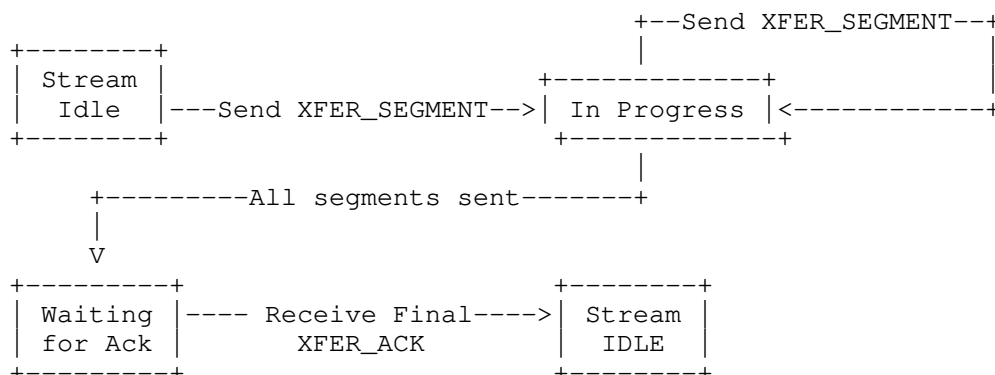 +--Send XFER_SEGMENT--+
+--------+ | |
| Stream | +-------------+ |
| Idle |---Send XFER_SEGMENT-->| In Progress |<------------+
+--------+ +-------------+
|
+---------All segments sent-------+
|
V
+---------+ +--------+
| Waiting |---- Receive Final---->| Stream |
| for Ack | XFER_ACK | IDLE |
+---------+ +--------+